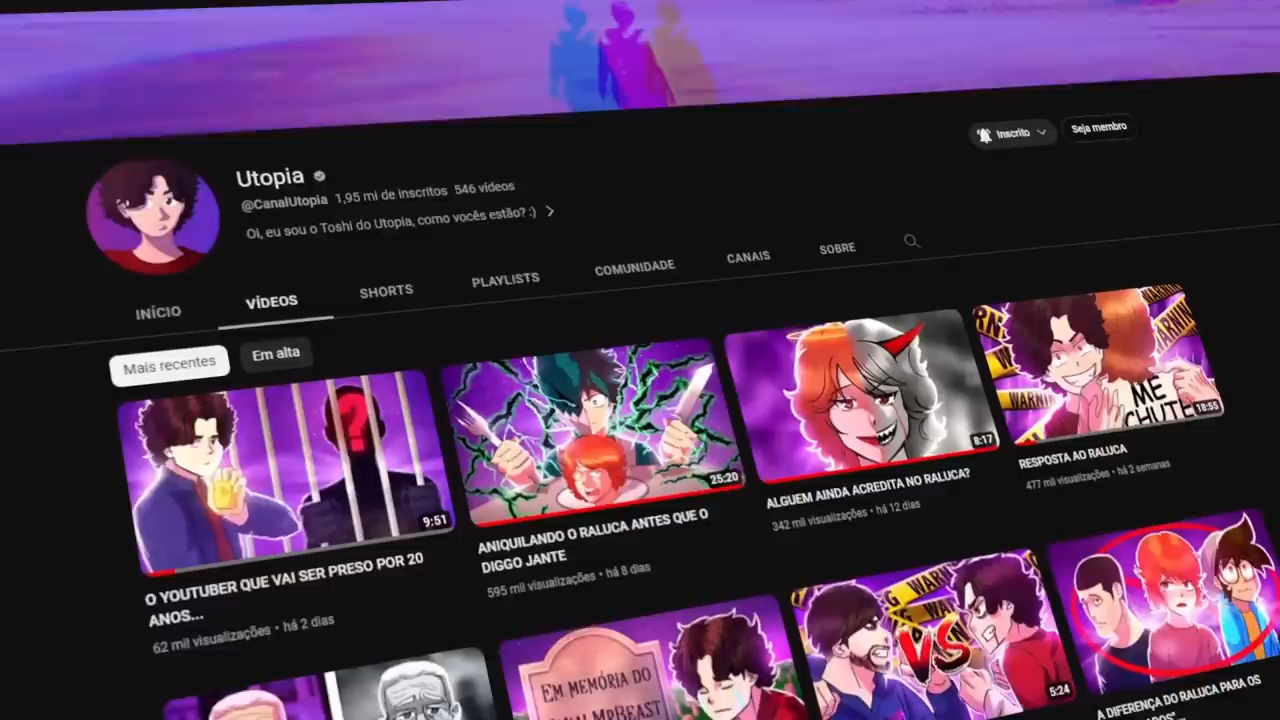 Utopia
@CanalUtopia 1,95 mi de inscritos 546 vídeos
Oi, eu sou o Toshi do Utopia, como vocês estão? :)
Inscrito
Seja membro
INÍCIO
VÍDEOS
SHORTS
PLAYLISTS
COMUNIDADE
CANAIS
SOBRE
Mais recentes
Em alta
?
9:51
O YOUTUBER QUE VAI SER PRESO POR 20
ANOS...
62 mil visualizações • há 2 dias
25:20
ANIQUILANDO O RALUCA ANTES QUE O
DIGGO JANTE
595 mil visualizações • há 8 dias
8:17
ALGUEM AINDA ACREDITA NO RALUCA?
342 mil visualizações • há 12 dias
WARNIN
ME
CHUTE
18:55
RESPOSTA AO RALUCA
477 mil visualizações • há 2 semanas
EM MEMÓRIA DO
MRBEAST
VS
5:24
A DIFERENÇA DO RALUCA PARA OS